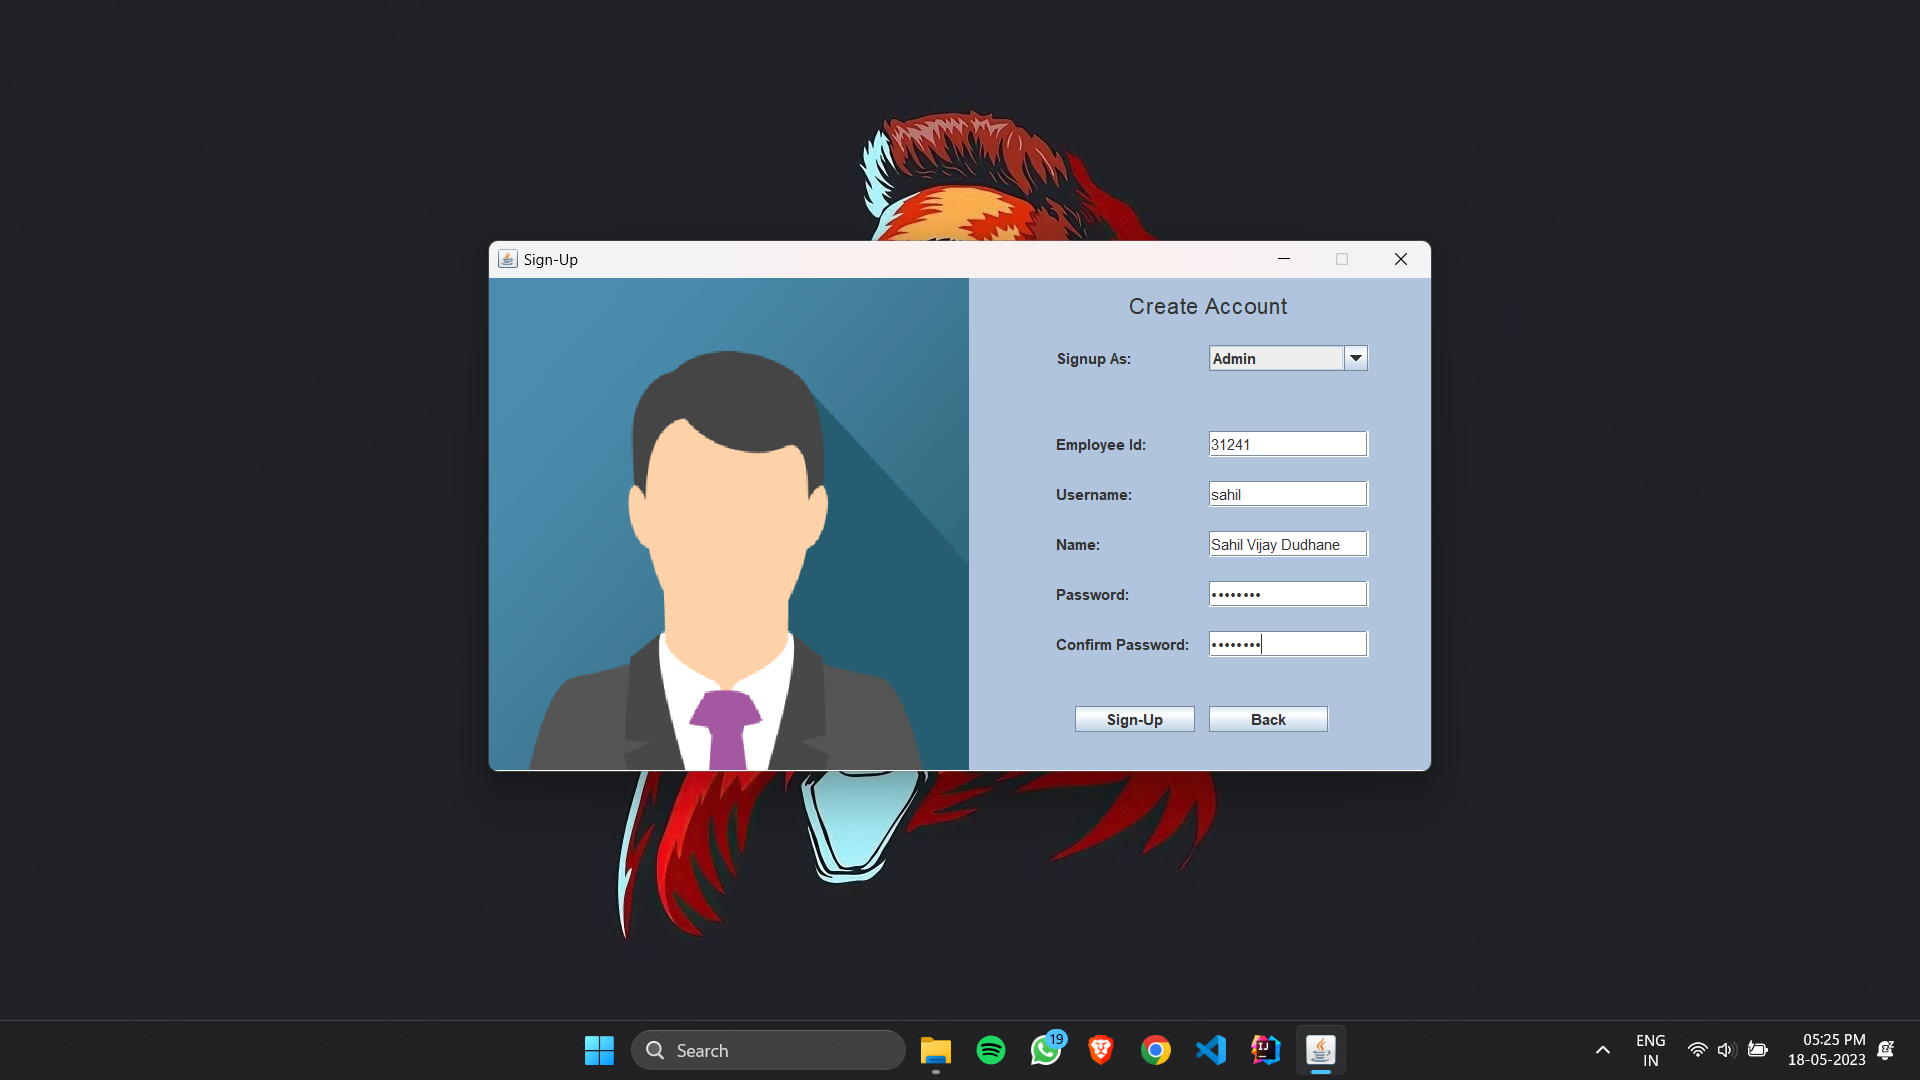 Sign-Up
Create Account
Signup As: Admin
Employee Id: 31241
Username: sahil
Name: Sahil Vijay Dudhane
Password: ••••••••
Confirm Password: ••••••••
Sign-Up Back
Search
19
IJ
ENG
IN
05:25 PM
18-05-2023